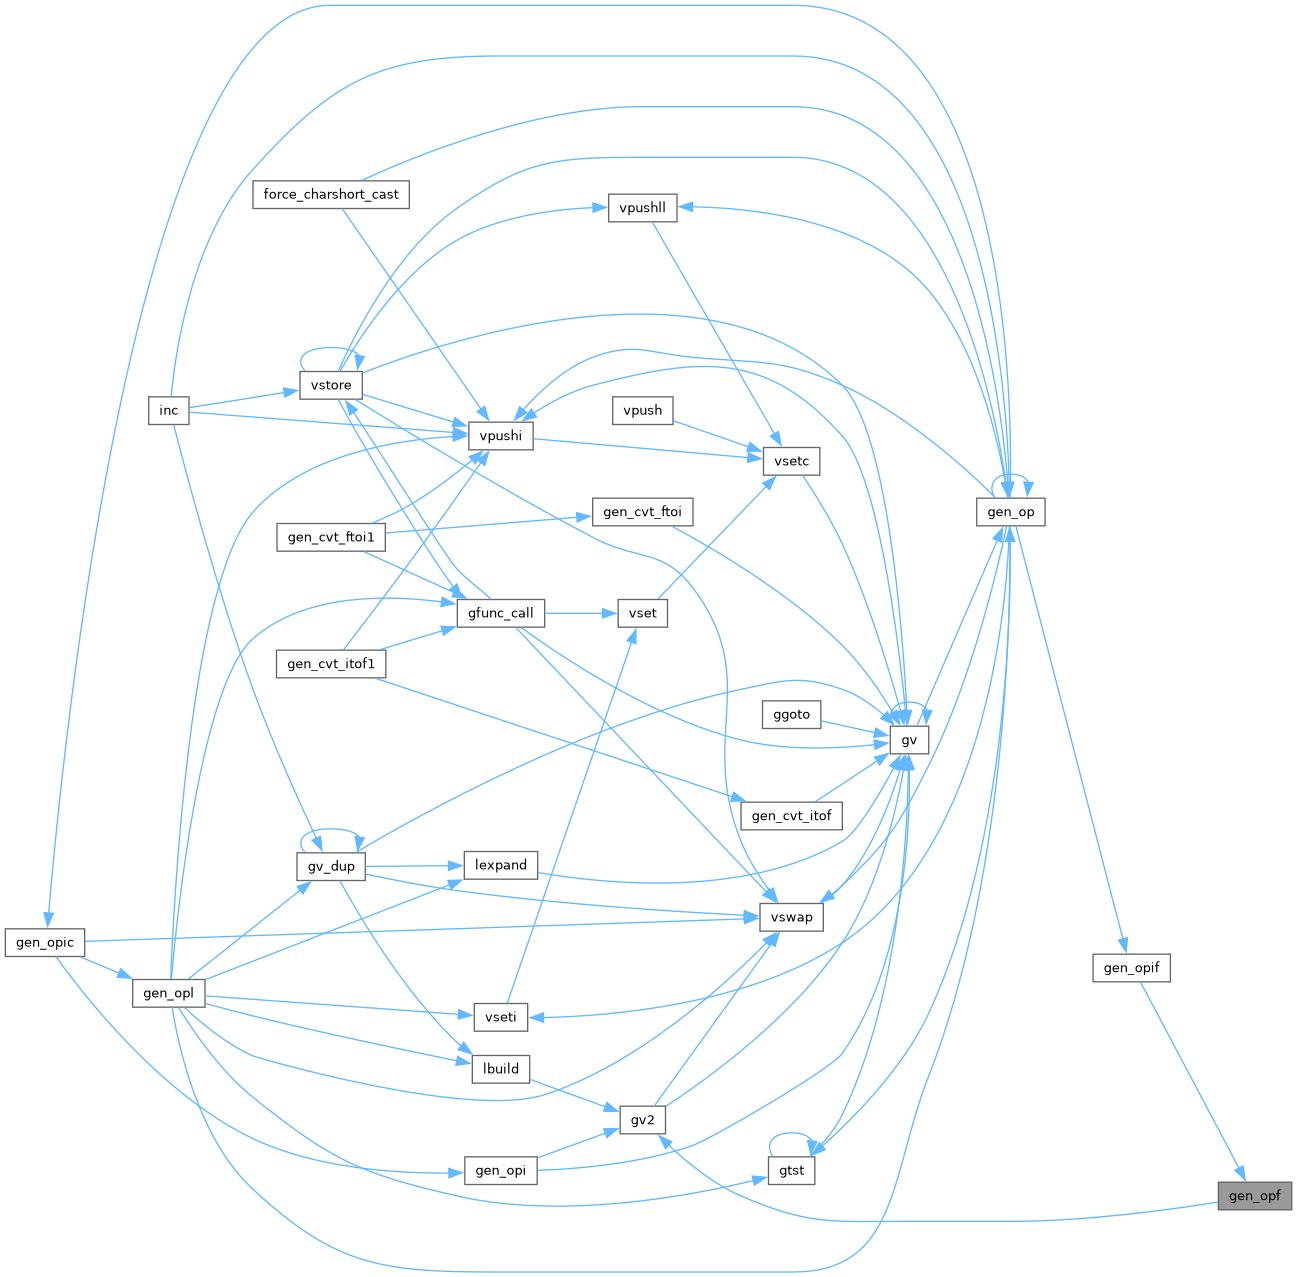 force_charshort_cast
vpushll
vstore
inc
vpush
vpushi
vsetc
gen_cvt_ftoi
gen_op
gen_cvt_ftoi1
gfunc_call
vset
gen_cvt_itof1
ggoto
gv
gen_cvt_itof
gv_dup
lexpand
vswap
gen_opic
gen_opif
gen_opl
vseti
lbuild
gv2
gen_opi
gtst
gen_opf